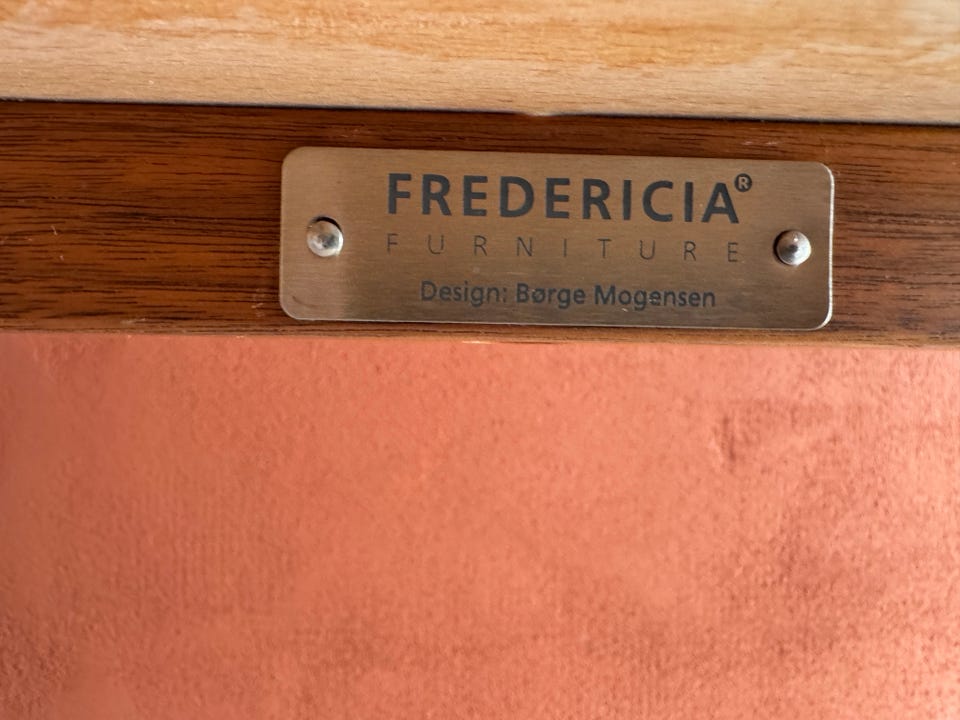 FREDERICIA®
FURNITURE
Design: Børge Mogensen